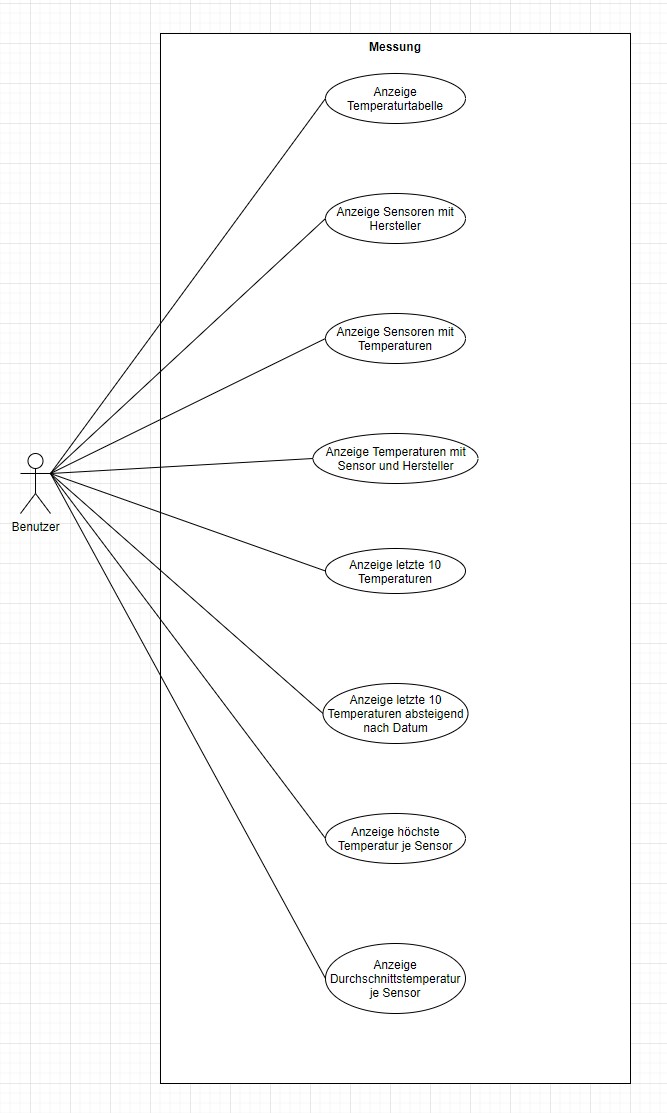 Messung
Anzeige
Temperaturtabelle
Anzeige Sensoren mit
Hersteller
Anzeige Sensoren mit
Temperaturen
Anzeige Temperaturen mit
Sensor und Hersteller
Benutzer
Anzeige letzte 10
Temperaturen
Anzeige letzte 10
Temperaturen absteigend
nach Datum
Anzeige höchste
Temperatur je Sensor
Anzeige
Durchschnittstemperatur
je Sensor